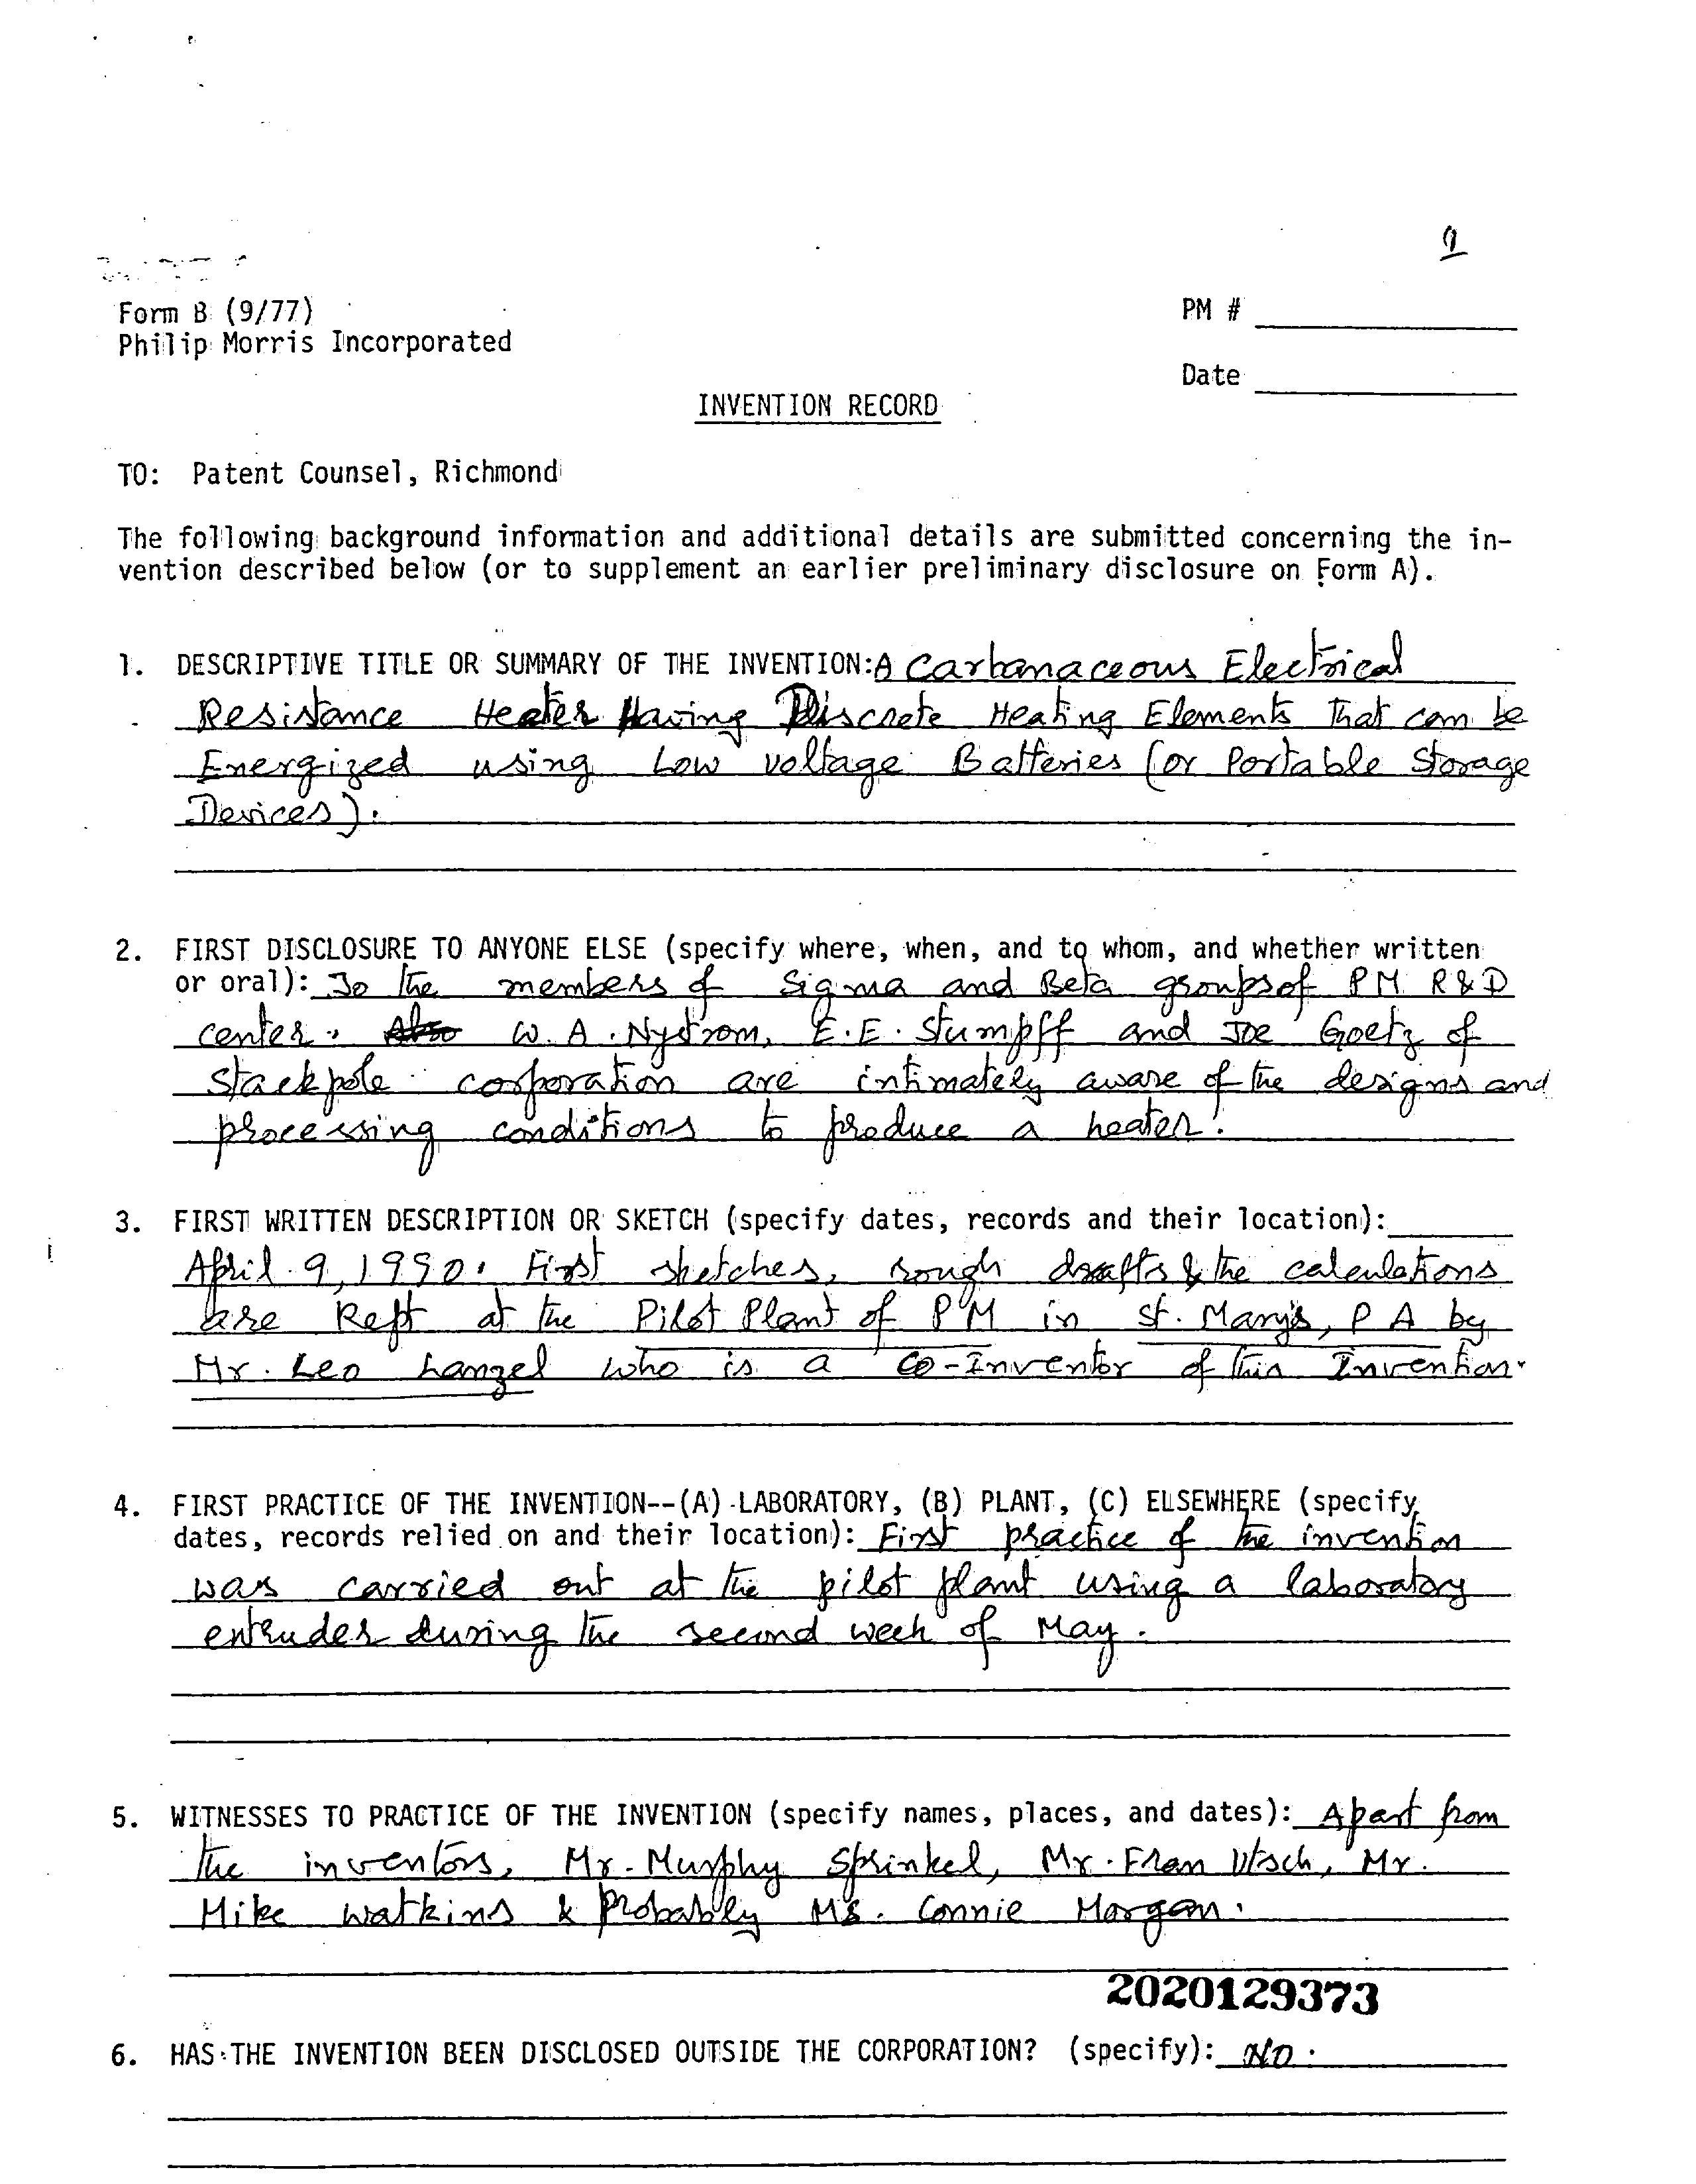 9
Form B (9/77)
Philip Morris Incorporated
PM #
Date
INVENTION RECORD
TO: Patent Counsel, Richmond
The following background information and additional details are submitted concerning the in-
vention described below (or to supplement an earlier preliminary disclosure on Form A).
1. DESCRIPTIVE TITLE OR SUMMARY OF THE INVENTION: A Carbanaceous Electrical
Resistance Heater Having Discrete Heating Elements That can be
Energized using Low voltage Batteries (or Portable Storage
Devices).
2. FIRST DISCLOSURE TO ANYONE ELSE (specify where, when, and to whom, and whether written
or oral): To the members of Sigma and Beta groups of PM R&D
center. Also W. A. Nystrom, E. E. Stumpff and Joe Goetz of
Stackpole corporation are intimately aware of the designs and
processing conditions to produce a heater.
3. FIRST WRITTEN DESCRIPTION OR SKETCH (specify dates, records and their location):
April 9, 1990. First sketches, rough drafts & the calculations
are kept at the Pilot Plant of PM in St. Mary's, PA by
Mr. Leo Langel who is a Co-Inventor of this Invention.
4. FIRST PRACTICE OF THE INVENTION--(A) LABORATORY, (B) PLANT, (C) ELSEWHERE (specify,
dates, records relied on and their location): First practice of the invention
was carried out at the pilot plant using a laboratory
extruder during the second week of May.
5. WITNESSES TO PRACTICE OF THE INVENTION (specify names, places, and dates): Apart from
the inventors, Mr. Murphy Sprinkel, Mr. Fran Utsch, Mr.
Mike Watkins & Probably Ms. Connie Morgan.
2020129373
6. HAS THE INVENTION BEEN DISCLOSED OUTSIDE THE CORPORATION? (specify): No.